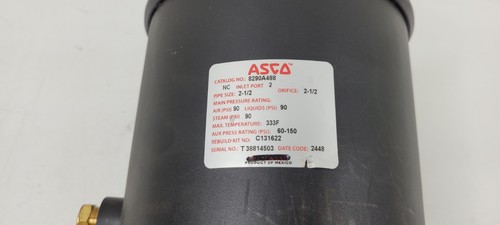 ASCO
CATALOG NO.: 8290A498
NC INLET PORT 2
PIPE SIZE: 2-1/2 ORIFICE: 2-1/2
MAIN PRESSURE RATING:
AIR (PSI) 90 LIQUIDS (PSI) 90
STEAM (PSI) 90
MAX. TEMPERATURE: 333F
AUX PRESS RATING (PSI): 60-150
REBUILD KIT NO: C131622
SERIAL NO.: T 38814503 DATE CODE: 2448
PRODUCT OF MEXICO